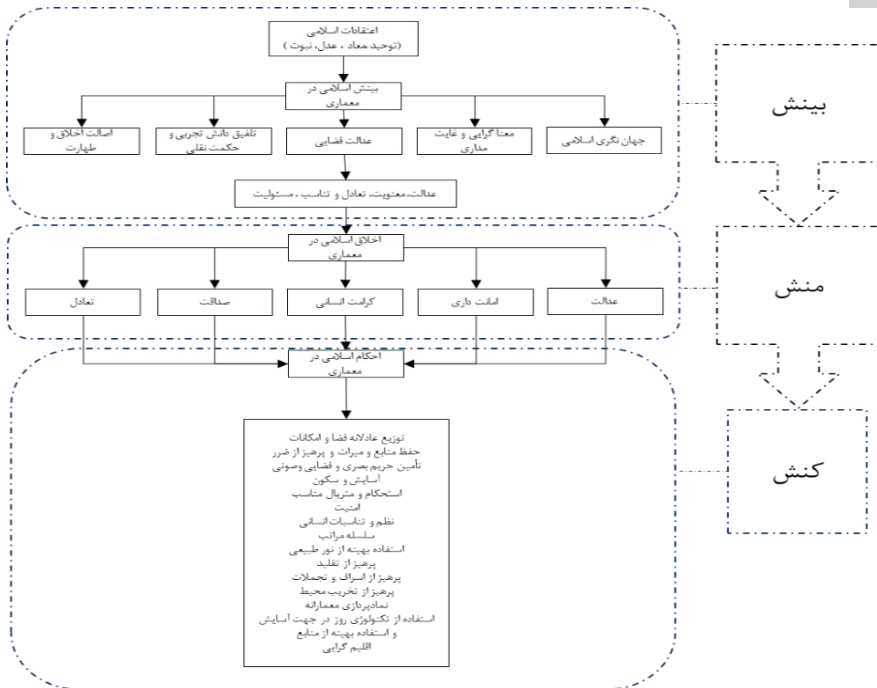 اعتقادات اسلامی
(توحید معاد ، عدل، نبوت )
بینش اسلامی در
معماری
جهان نگری اسلامی
معنا گرایی و غایت
مداری
عدالت فضایی
تلفیق دانش تجربی و
حکمت نقلی
اصالت اخلاق و
طهارت
عدالت، معنویت، تعادل و تناسب ، مسئولیت
بینش
اخلاق اسلامی در
معماری
عدالت
امانت داری
کرامت انسانی
صداقت
تعادل
منش
احکام اسلامی در
معماری
توزیع عادلانه فضا و امکانات
حفظ منابع و میراث و پرهیز از ضرر
تأمین حریم بصری و فضایی وصوتی
آسایش و سکون
استحکام و متریال مناسب
امنیت
نظم و تناسبات انسانی
سلسله مراتب
استفاده بهینه از نور طبیعی
پرهیز از تقلید
پرهیز از اسراف و تجملات
پرهیز از تخریب محیط
نمادپردازی معمارانه
استفاده از تکنولوژی روز در جهت آسایش
و استفاده بهینه از منابع
اقلیم گرایی
کنش